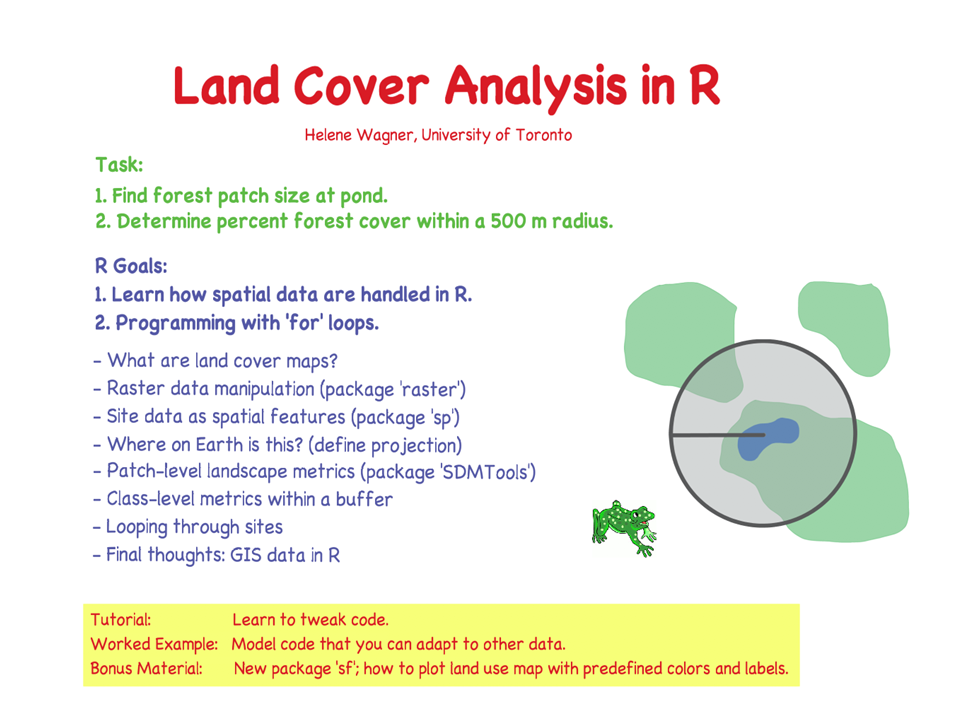 Land Cover Analysis in R
Helene Wagner, University of Toronto
Task:
1. Find forest patch size at pond.
2. Determine percent forest cover within a 500 m radius.
R Goals:
1. Learn how spatial data are handled in R.
2. Programming with 'for' loops.
- What are land cover maps?
- Raster data manipulation (package 'raster')
- Site data as spatial features (package 'sp')
- Where on Earth is this? (define projection)
- Patch-level landscape metrics (package 'SDMTools')
- Class-level metrics within a buffer
- Looping through sites
- Final thoughts: GIS data in R
Tutorial: Learn to tweak code.
Worked Example: Model code that you can adapt to other data.
Bonus Material: New package 'sf'; how to plot land use map with predefined colors and labels.